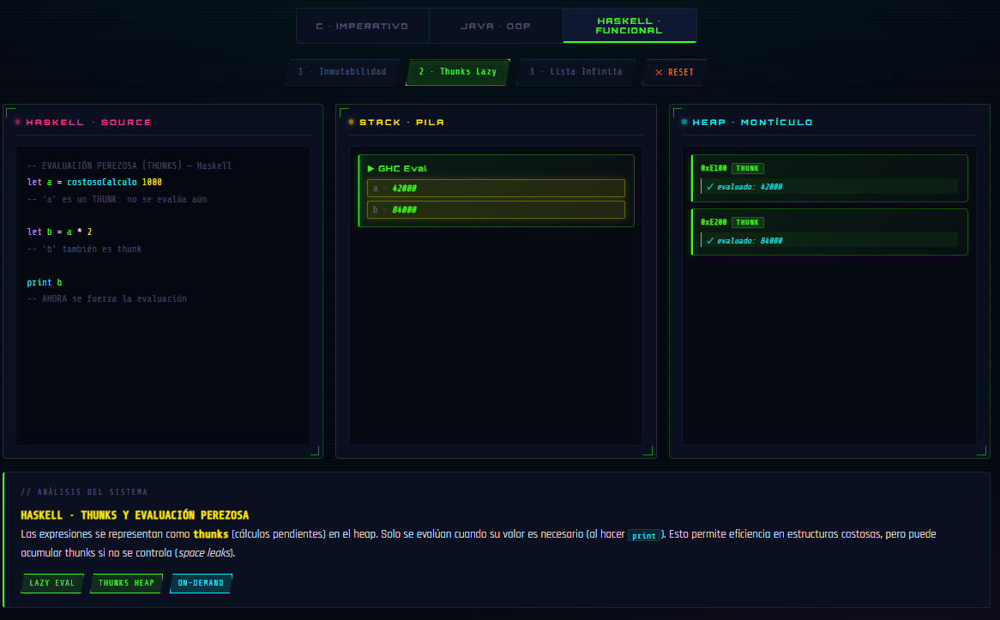 C · IMPERATIVO
JAVA · OOP
HASKELL ·
FUNCIONAL
1 · Inmutabilidad
2 · Thunks Lazy
3 · Lista Infinita
✕ RESET
HASKELL · SOURCE
-- EVALUACIÓN PEREZOSA (THUNKS) — Haskell
let a = costosoCalculo 1000
-- 'a' es un THUNK: no se evalúa aún
let b = a * 2
-- 'b' también es thunk
print b
-- AHORA se fuerza la evaluación
STACK · PILA
▶ GHC Eval
a = 42000
b = 84000
HEAP · MONTÍCULO
0xE100 THUNK
✓ evaluado: 42000
0xE200 THUNK
✓ evaluado: 84000
// ANÁLISIS DEL SISTEMA
HASKELL · THUNKS Y EVALUACIÓN PEREZOSA
Las expresiones se representan como thunks (cálculos pendientes) en el heap. Solo se evalúan cuando su valor es necesario (al hacer print). Esto permite eficiencia en estructuras costosas, pero puede
acumular thunks si no se controla (space leaks).
LAZY EVAL
THUNKS HEAP
ON-DEMAND